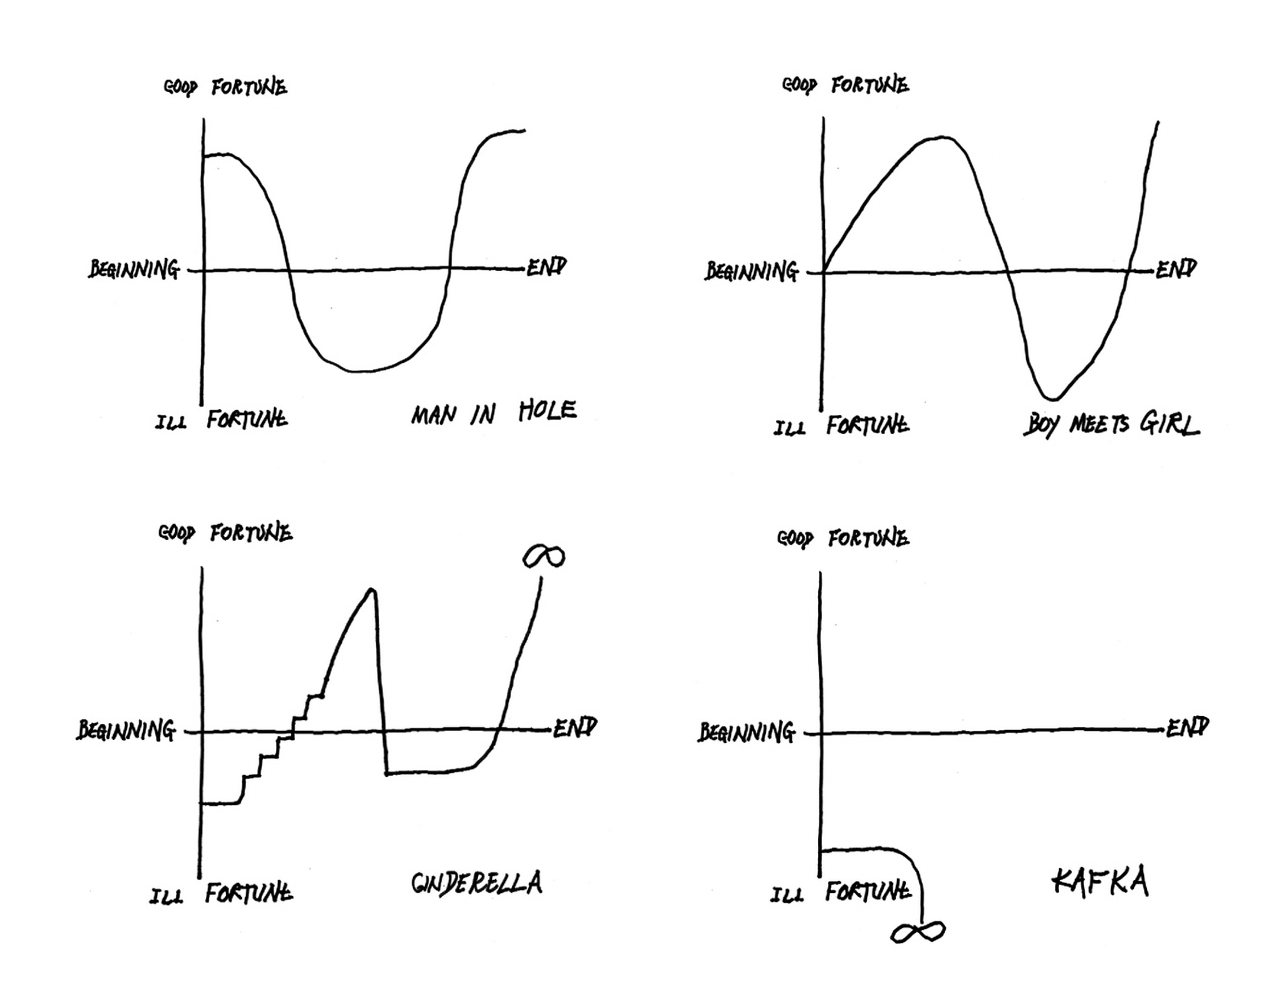 GOOD FORTUNE
BEGINNING
END
ILL FORTUNE
MAN IN HOLE
GOOD FORTUNE
BEGINNING
END
ILL FORTUNE
BOY MEETS GIRL
GOOD FORTUNE
∞
BEGINNING
END
ILL FORTUNE
CINDERELLA
GOOD FORTUNE
BEGINNING
END
ILL FORTUNE
∞
KAFKA